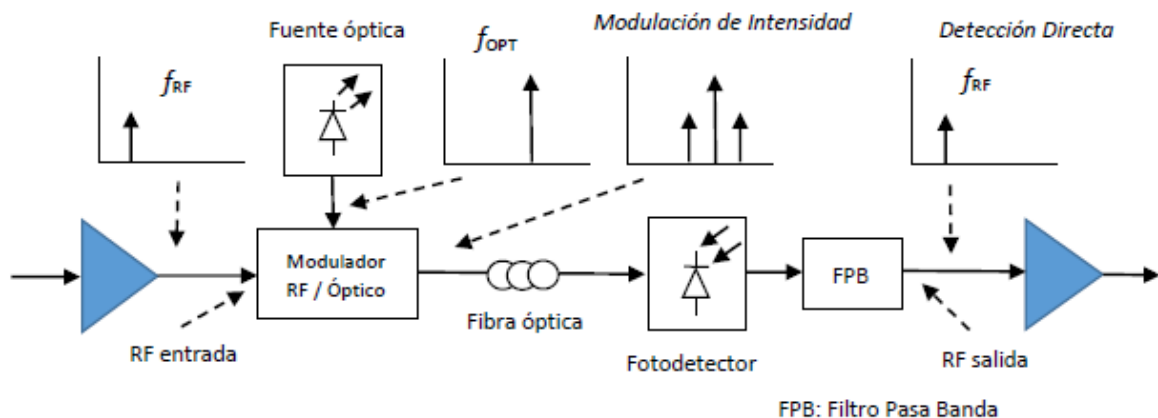 Modulación de Intensidad
Detección Directa
Fuente óptica
fOPT
fRF
fRF
Modulador
RF / Óptico
FPB
Fibra óptica
RF entrada
Fotodetector
RF salida
FPB: Filtro Pasa Banda